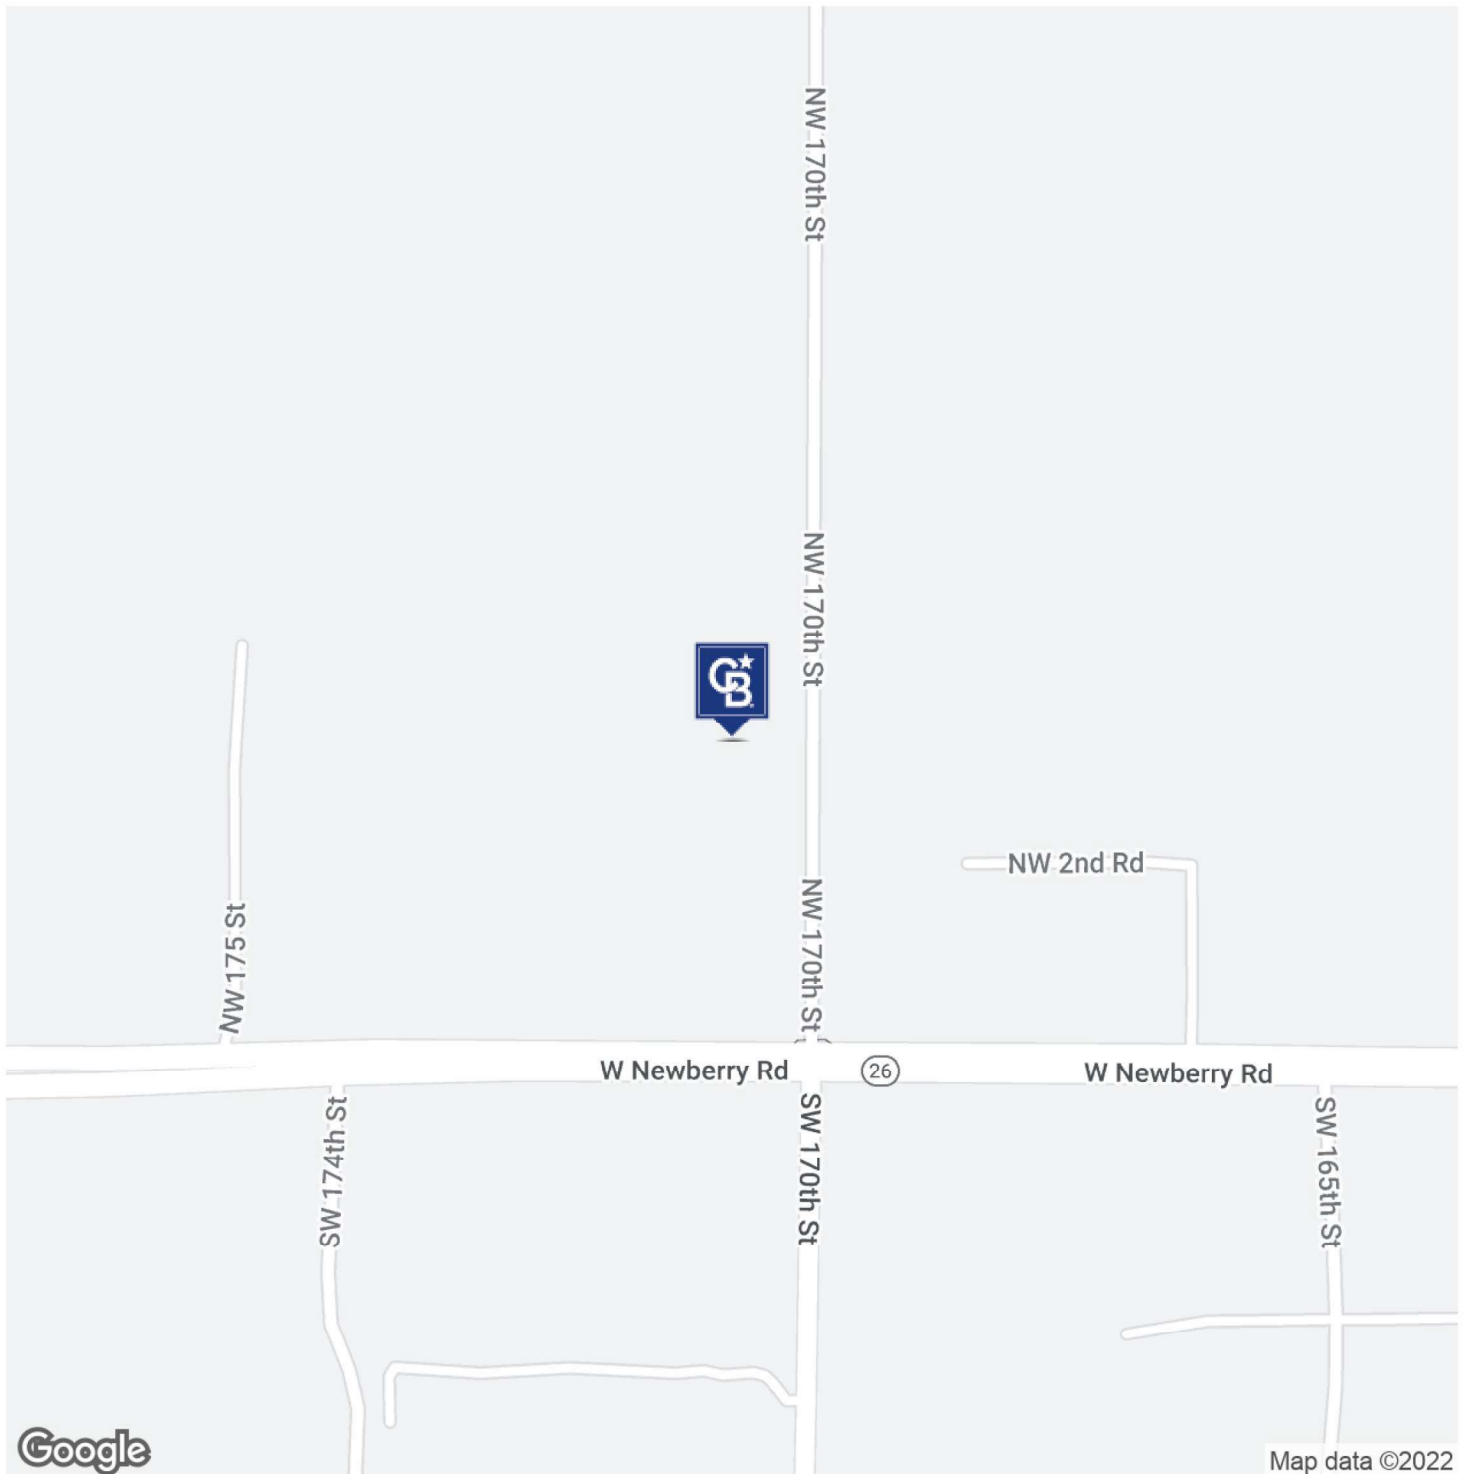 NW 170th St
NW 170th St
CB
NW 2nd Rd
NW 170th St
NW 175 St
W Newberry Rd
26
W Newberry Rd
SW 174th St
SW 170th St
SW 165th St
Google
Map data ©2022